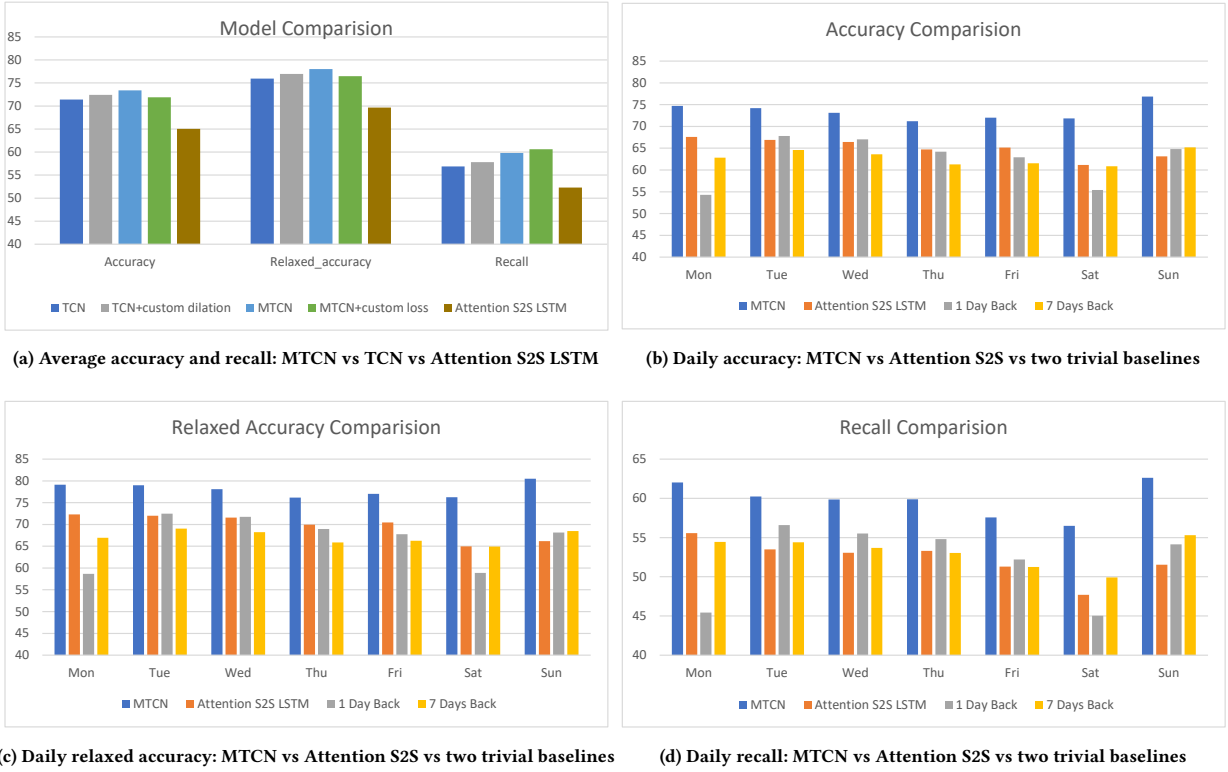 Model Comparision
85
80
75
70
65
60
55
50
45
40
Accuracy Relaxed_accuracy Recall
TCN TCN+custom dilation MTCN MTCN+custom loss Attention S2S LSTM
(a) Average accuracy and recall: MTCN vs TCN vs Attention S2S LSTM
Accuracy Comparision
85
80
75
70
65
60
55
50
45
40
Mon Tue Wed Thu Fri Sat Sun
MTCN Attention S2S LSTM 1 Day Back 7 Days Back
(b) Daily accuracy: MTCN vs Attention S2S vs two trivial baselines
Relaxed Accuracy Comparision
85
80
75
70
65
60
55
50
45
40
Mon Tue Wed Thu Fri Sat Sun
MTCN Attention S2S LSTM 1 Day Back 7 Days Back
(c) Daily relaxed accuracy: MTCN vs Attention S2S vs two trivial baselines
Recall Comparision
65
60
55
50
45
40
Mon Tue Wed Thu Fri Sat Sun
MTCN Attention S2S LSTM 1 Day Back 7 Days Back
(d) Daily recall: MTCN vs Attention S2S vs two trivial baselines